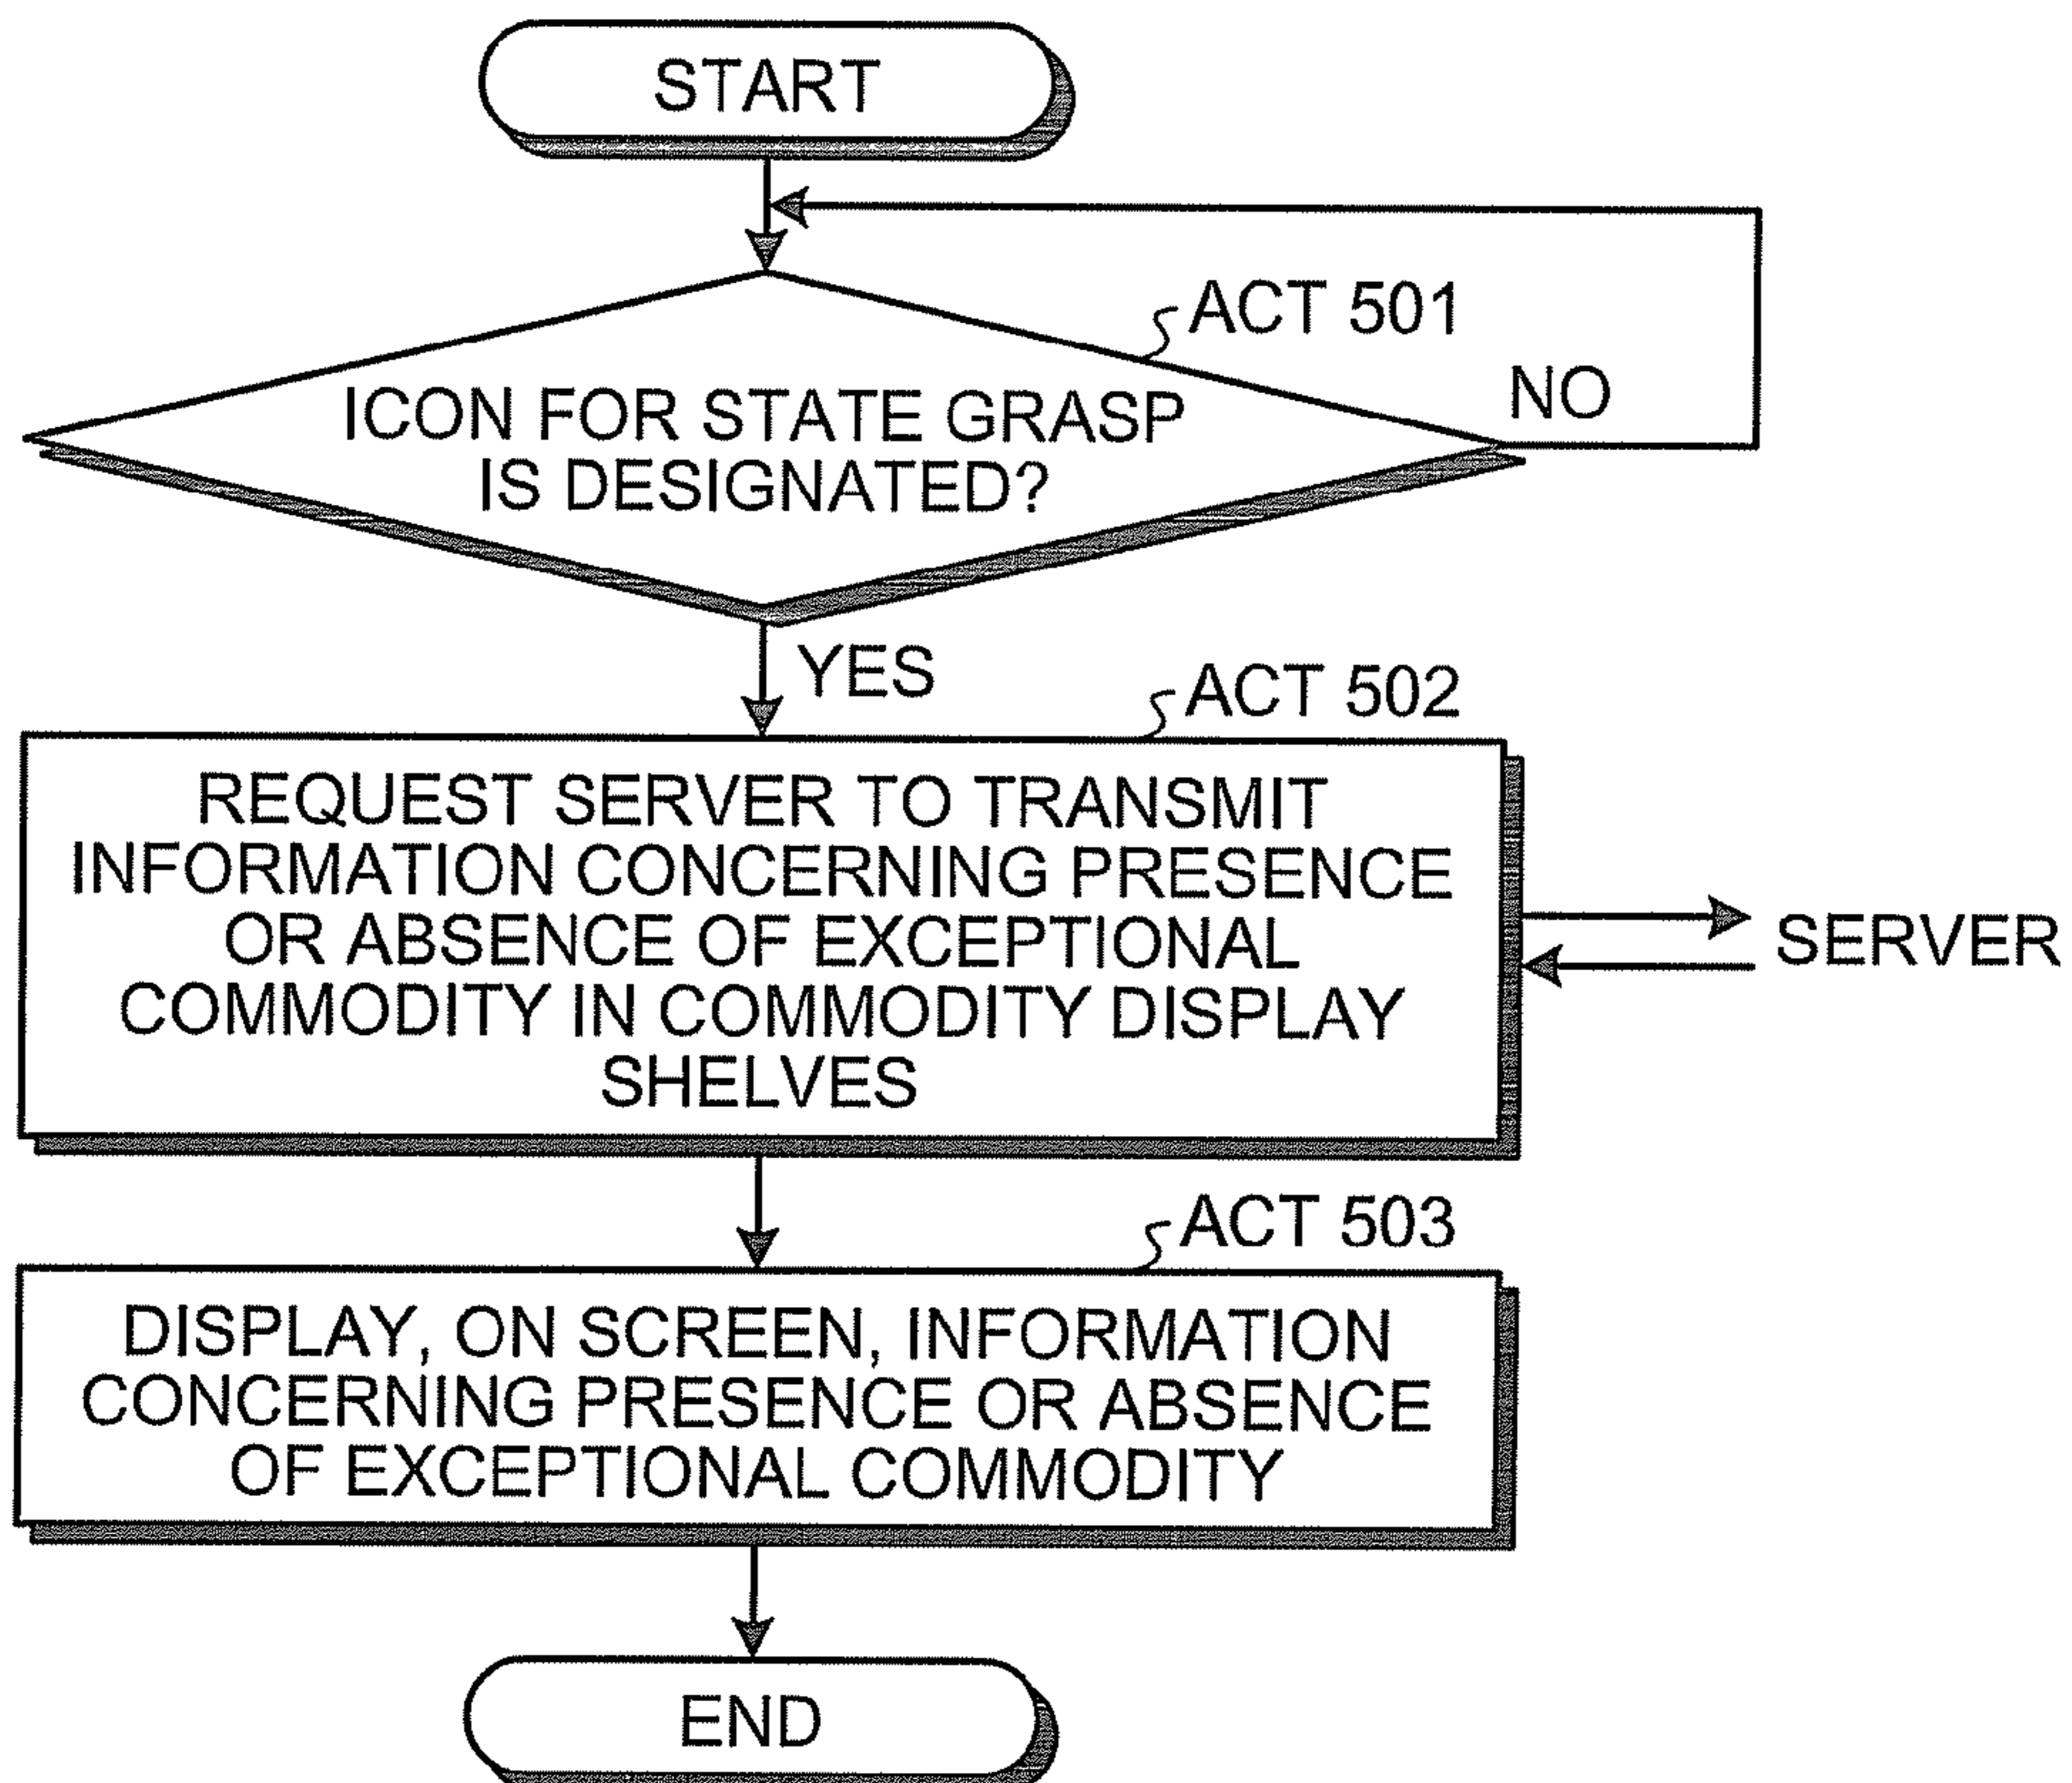 START
ACT 501
NO
ICON FOR STATE GRASP
IS DESIGNATED?
YES
ACT 502
REQUEST SERVER TO TRANSMIT
INFORMATION CONCERNING PRESENCE
OR ABSENCE OF EXCEPTIONAL
COMMODITY IN COMMODITY DISPLAY
SHELVES
SERVER
ACT 503
DISPLAY, ON SCREEN, INFORMATION
CONCERNING PRESENCE OR ABSENCE
OF EXCEPTIONAL COMMODITY
END